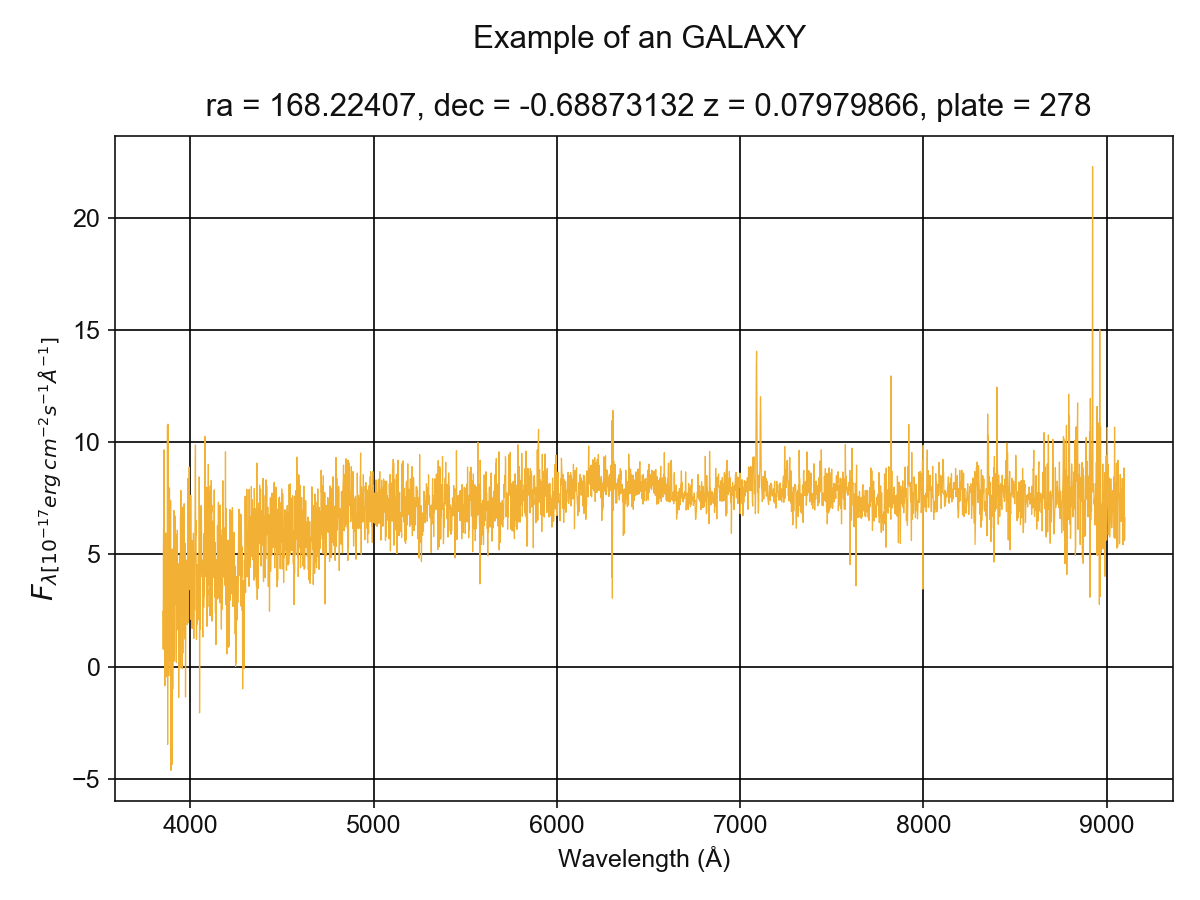 Example of an GALAXY
ra = 168.22407, dec = -0.68873132 z = 0.07979866, plate = 278
20
15
10
5
0
−5
F_{λ[10^{−17} erg cm^{−2}s^{−1}Å^{−1}]}
4000 5000 6000 7000 8000 9000
Wavelength (Å)